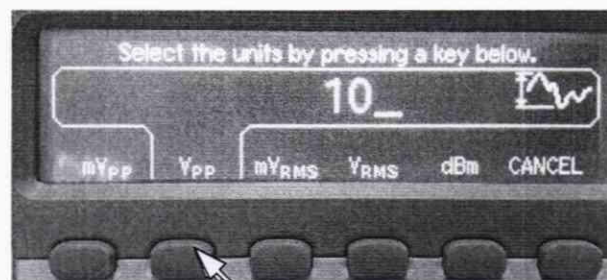 Select the units by pressing a key below.
10_
mVPP VPP mVRMS VRMS dBm CANCEL